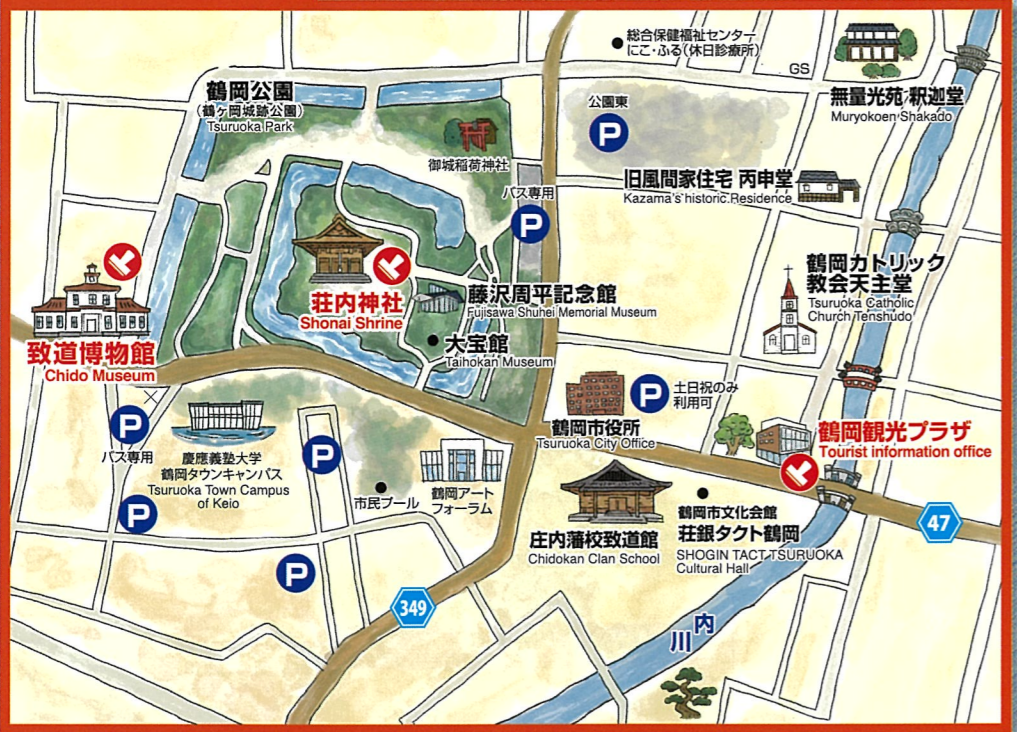 総合保健福祉センター
にこ・ふる(休日診療所)
GS
無量光苑 釈迦堂
Muryokoen Shakado
鶴岡公園
(鶴ヶ岡城跡公園)
Tsuruoka Park
公園東
P
御城稲荷神社
バス専用
P
旧風間家住宅 丙申堂
Kazama's historic Residence
鶴岡カトリック
教会天主堂
Tsuruoka Catholic
Church Tenshudo
荘内神社
Shonai Shrine
藤沢周平記念館
Fujisawa Shuhei Memorial Museum
大宝館
Taihokan Museum
致道博物館
Chido Museum
P
バス専用
慶應義塾大学
鶴岡タウンキャンパス
Tsuruoka Town Campus
of Keio
P
P
P
市民プール
鶴岡アート
フォーラム
P
土日祝のみ
利用可
鶴岡市役所
Tsuruoka City Office
鶴岡観光プラザ
Tourist information office
庄内藩校致道館
Chidokan Clan School
鶴岡市文化会館
荘銀タクト鶴岡
SHOGIN TACT TSURUOKA
Cultural Hall
47
349
内
川